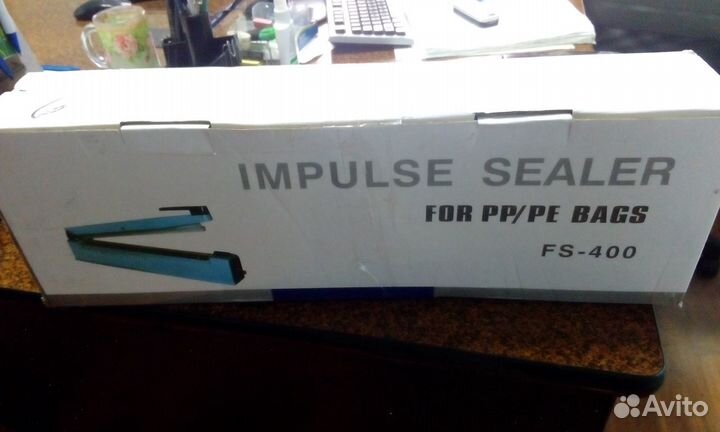 IMPULSE SEALER
FOR PP/PE BAGS
FS-400
Avito